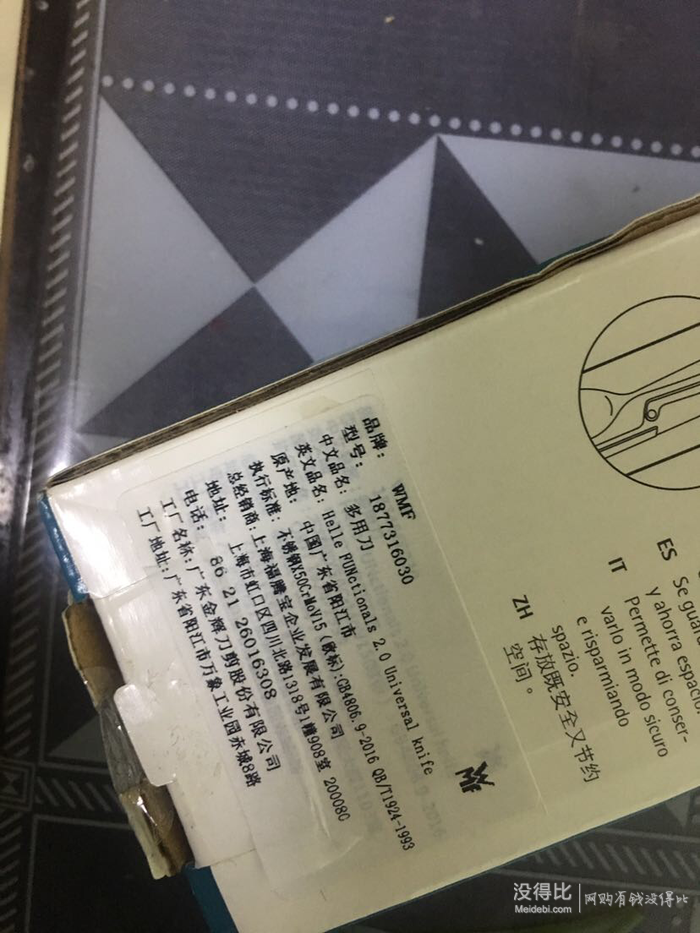 品牌： WMF
型号： 1877316030
中文品名： 多用刀
英文品名： Helle FUNctionals 2.0 Universal knife
原产地： 中国广东省阳江市
执行标准： 不锈钢X50CrMoV15（欧标）:GB4806.9-2016 QB/T1924-1993
总经销商：上海福腾宝企业发展有限公司
地址： 上海市虹口区四川北路1318号1幢908室 200080
电话： 86 21 26016308
工厂名称：广东金辉刀剪股份有限公司
工厂地址：广东省阳江市万象工业园赤城8路
WMF
ES
Se guarda
y ahorra espacio.
IT
Permette di conser-
varlo in modo sicuro
e risparmiando
spazio.
ZH
存放既安全又节约
空间。
没得比
Meidebi.com
网购有钱没得比